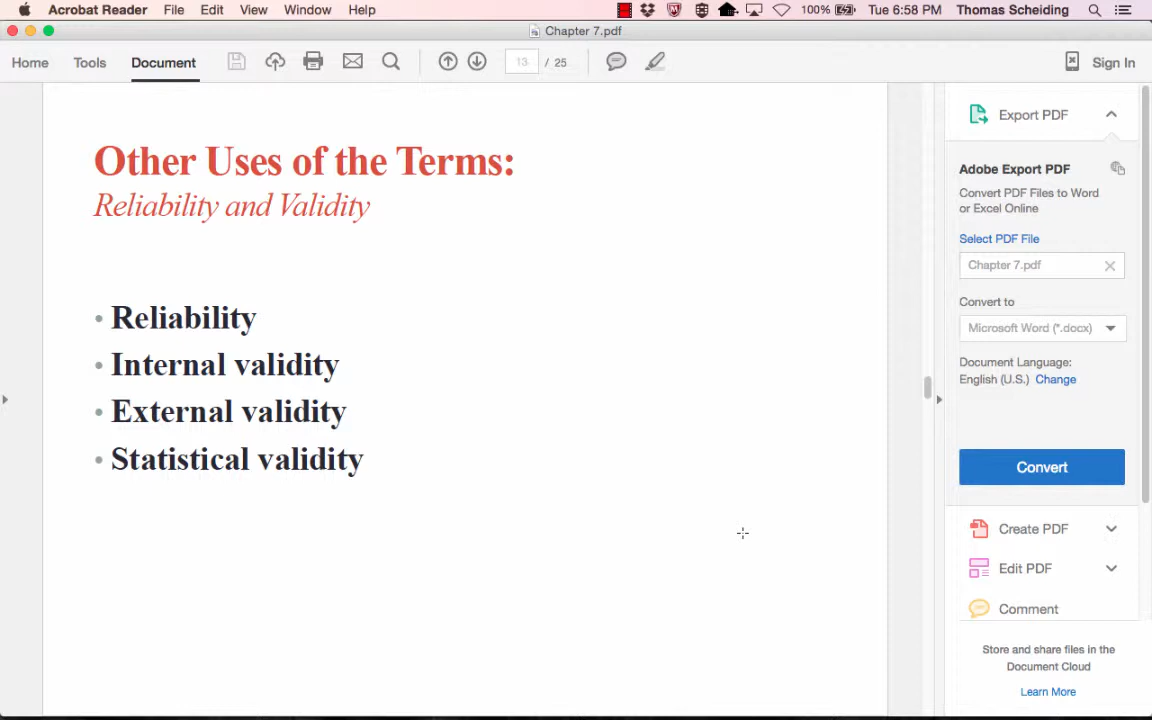 Acrobat Reader File Edit View Window Help 100% Tue 6:58 PM Thomas Scheiding
Chapter 7.pdf
Home Tools Document 13 / 25 Sign In
Other Uses of the Terms:
Reliability and Validity
• Reliability
• Internal validity
• External validity
• Statistical validity
Export PDF
Adobe Export PDF
Convert PDF Files to Word
or Excel Online
Select PDF File
Chapter 7.pdf
Convert to
Microsoft Word (*.docx)
Document Language:
English (U.S.) Change
Convert
Create PDF
Edit PDF
Comment
Store and share files in the
Document Cloud
Learn More